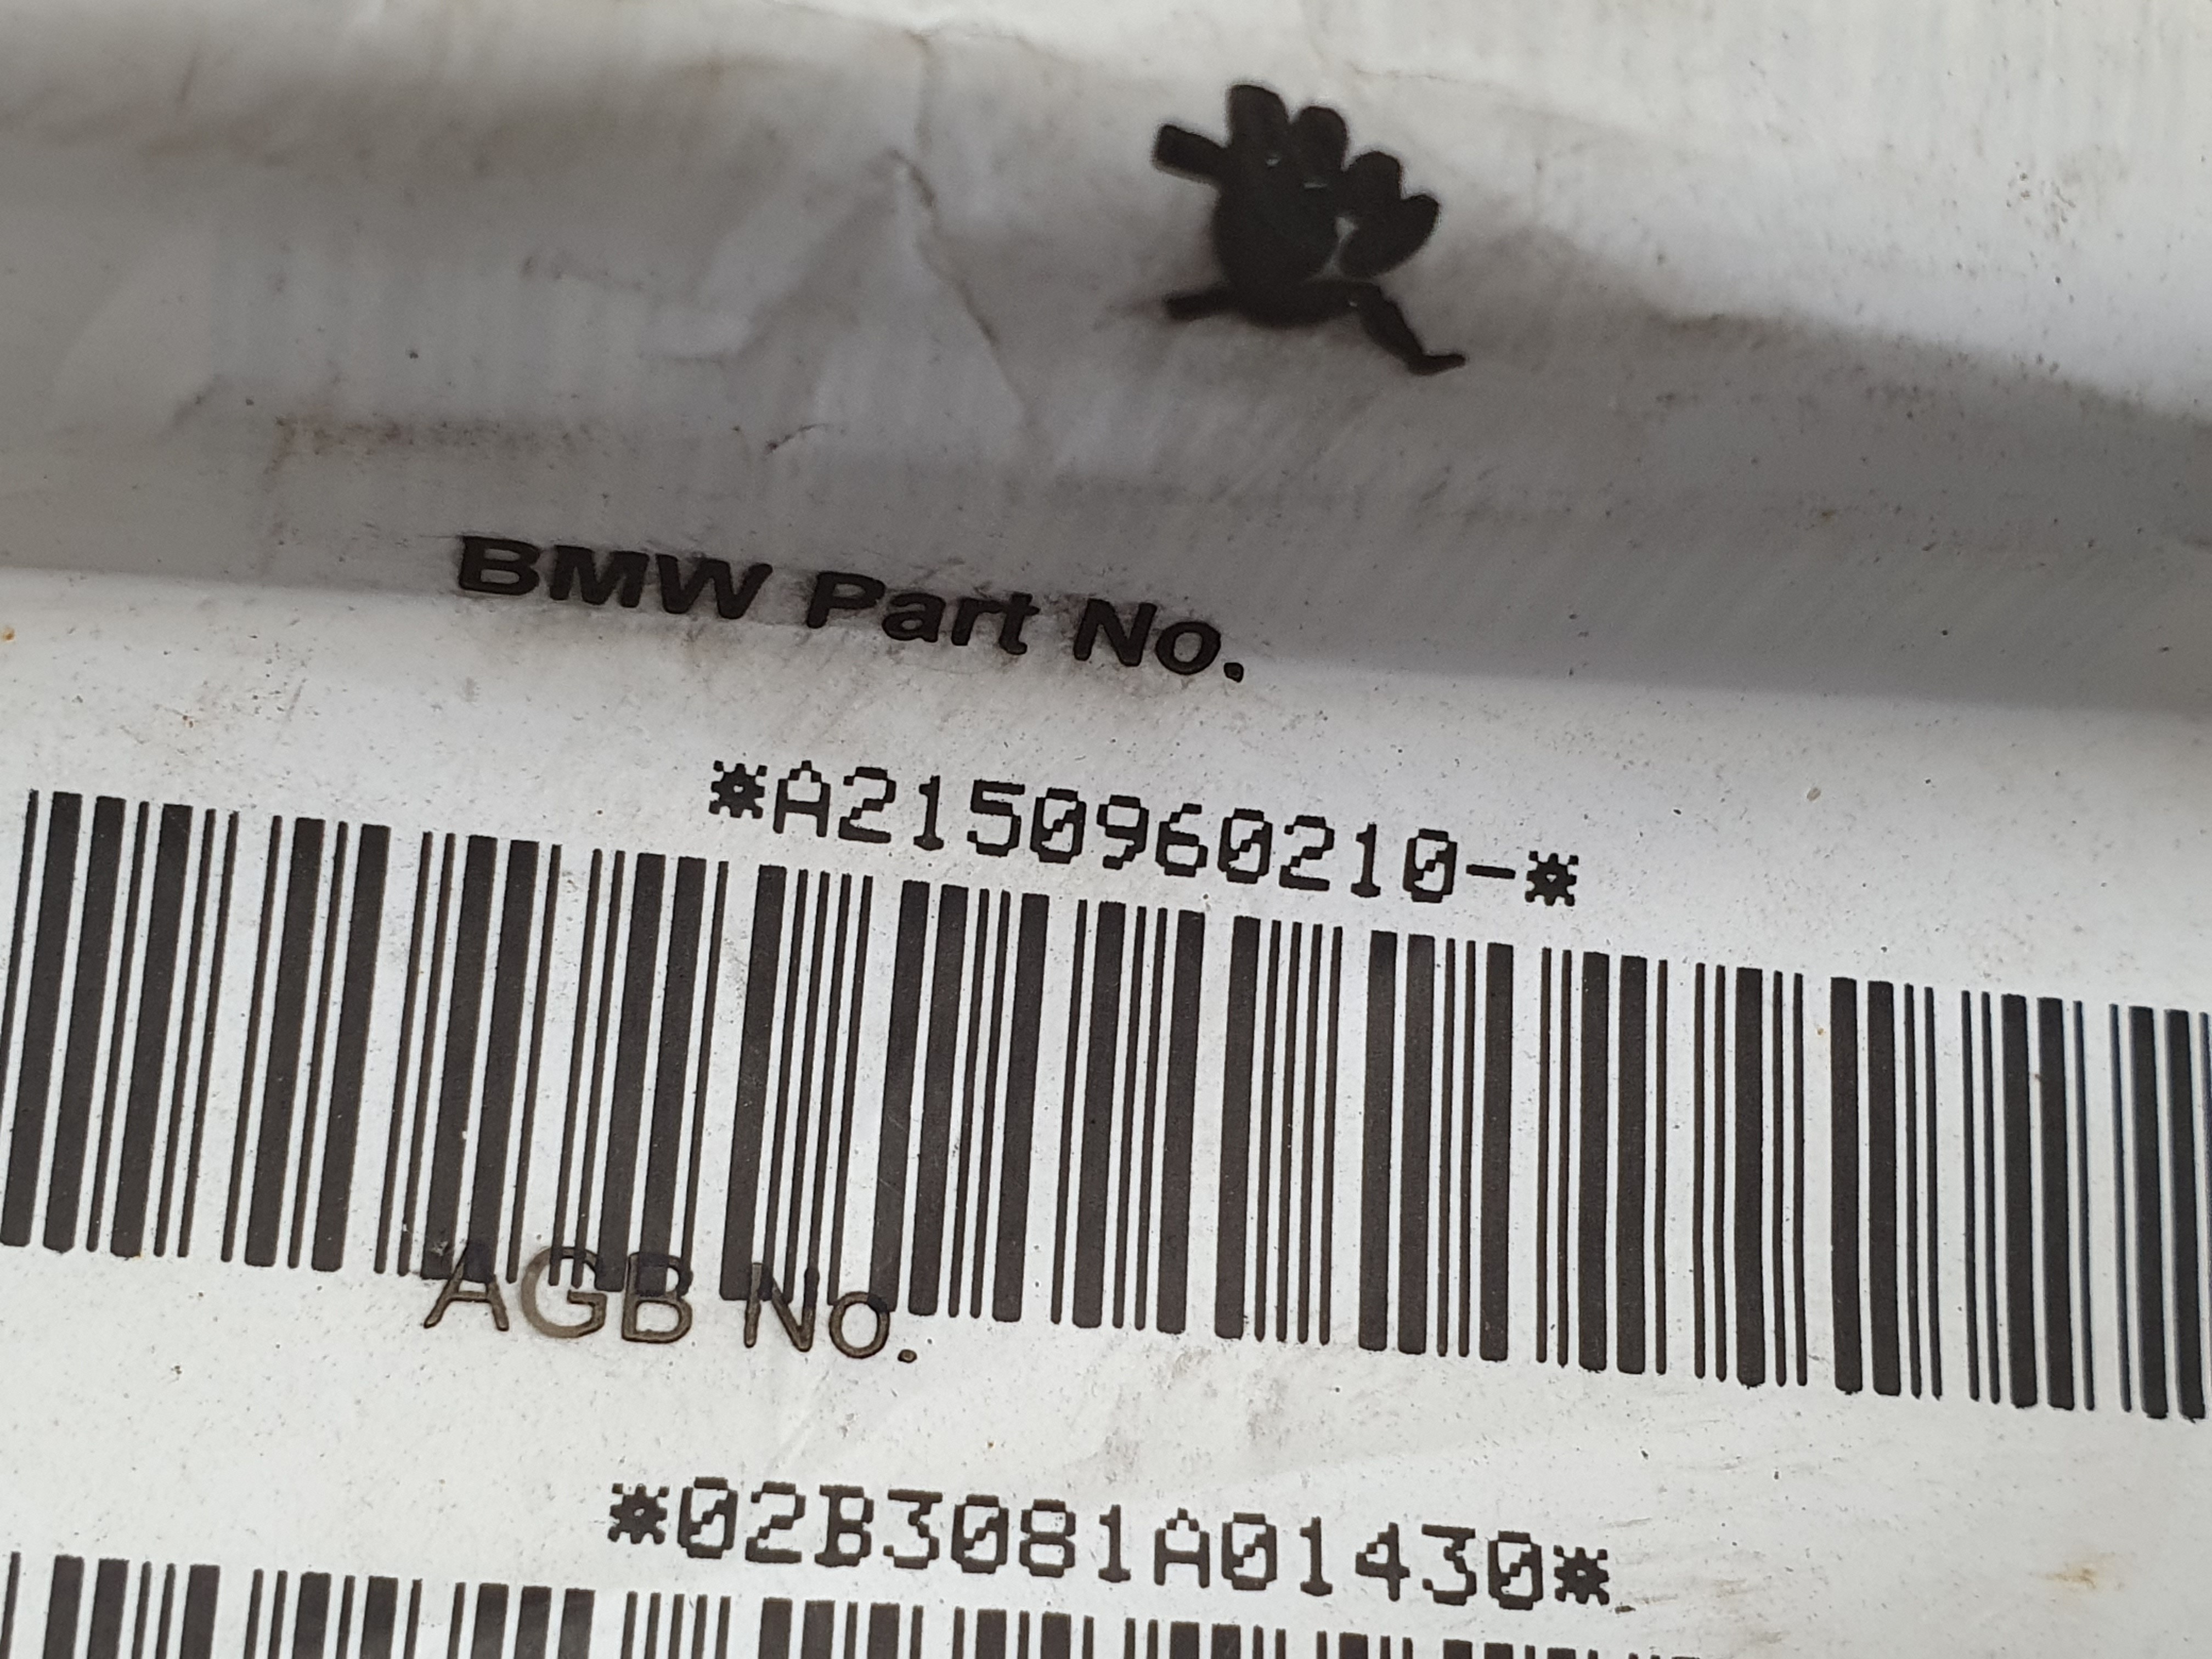 BMW Part No.
*A2150960210-*
AGB No.
*02B3081A01430*